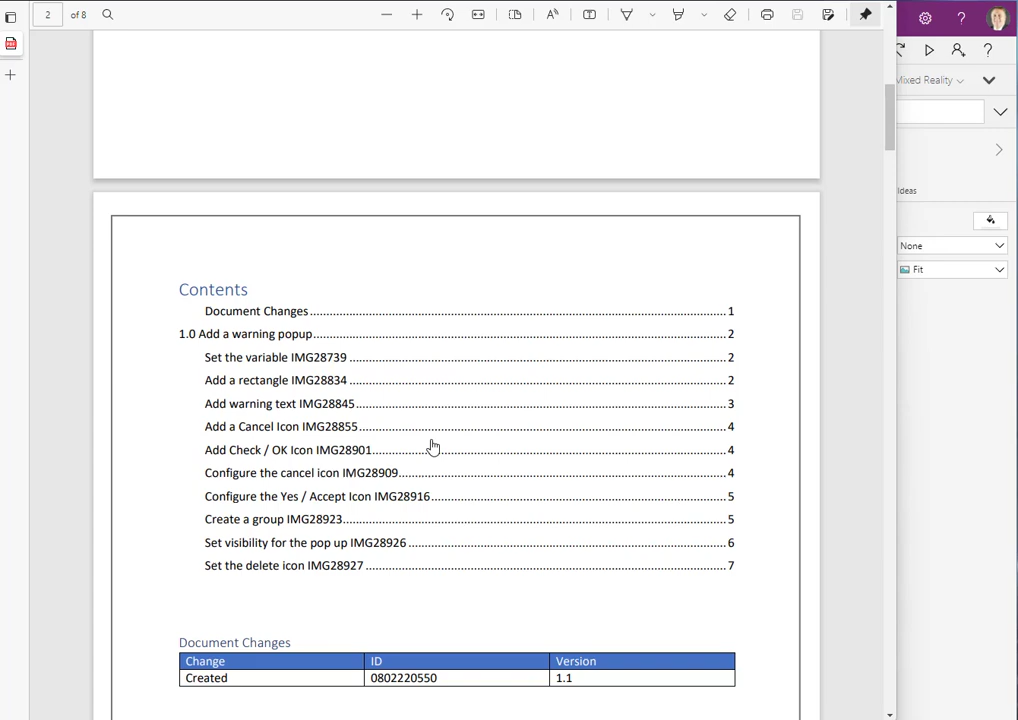 2 of 8
PDF
Mixed Reality
Ideas
None
Fit
Contents
Document Changes 1
1.0 Add a warning popup 2
Set the variable IMG28739 2
Add a rectangle IMG28834 2
Add warning text IMG28845 3
Add a Cancel Icon IMG28855 4
Add Check / OK Icon IMG28901 4
Configure the cancel icon IMG28909 4
Configure the Yes / Accept Icon IMG28916 5
Create a group IMG28923 5
Set visibility for the pop up IMG28926 6
Set the delete icon IMG28927 7
Document Changes
Change ID Version
Created 0802220550 1.1